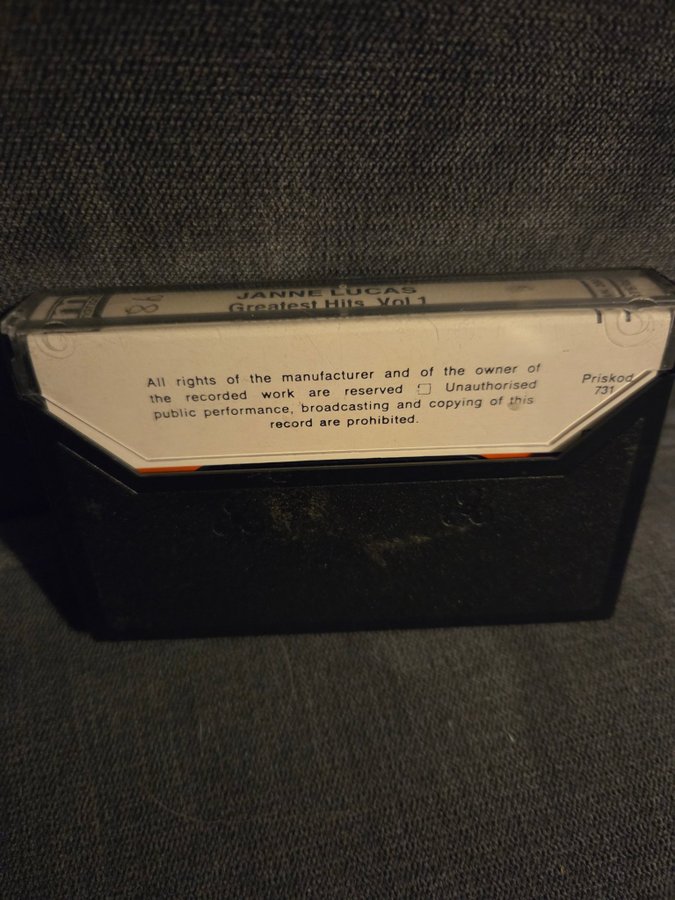 JANNE LUCAS
Greatest Hits Vol.1
All rights of the manufacturer and of the owner of
the recorded work are reserved □ Unauthorised
public performance, broadcasting and copying of this
record are prohibited.
Priskod
731